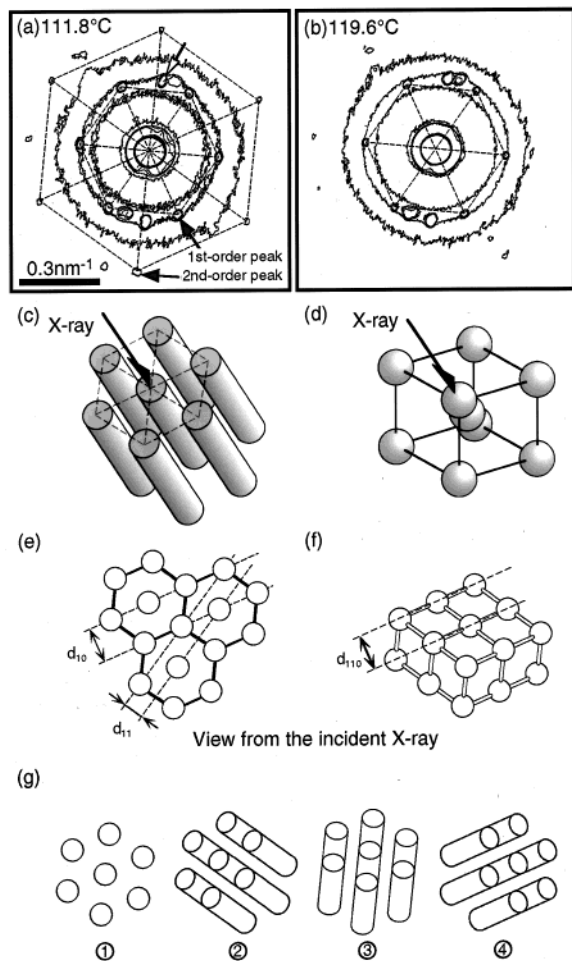 (a)111.8°C
(b)119.6°C
1st-order peak
2nd-order peak
0.3nm⁻¹
(c)
X-ray
(d)
X-ray
(e)
(f)
d₁₀
d₁₁
d₁₁₀
View from the incident X-ray
(g)
① ② ③ ④